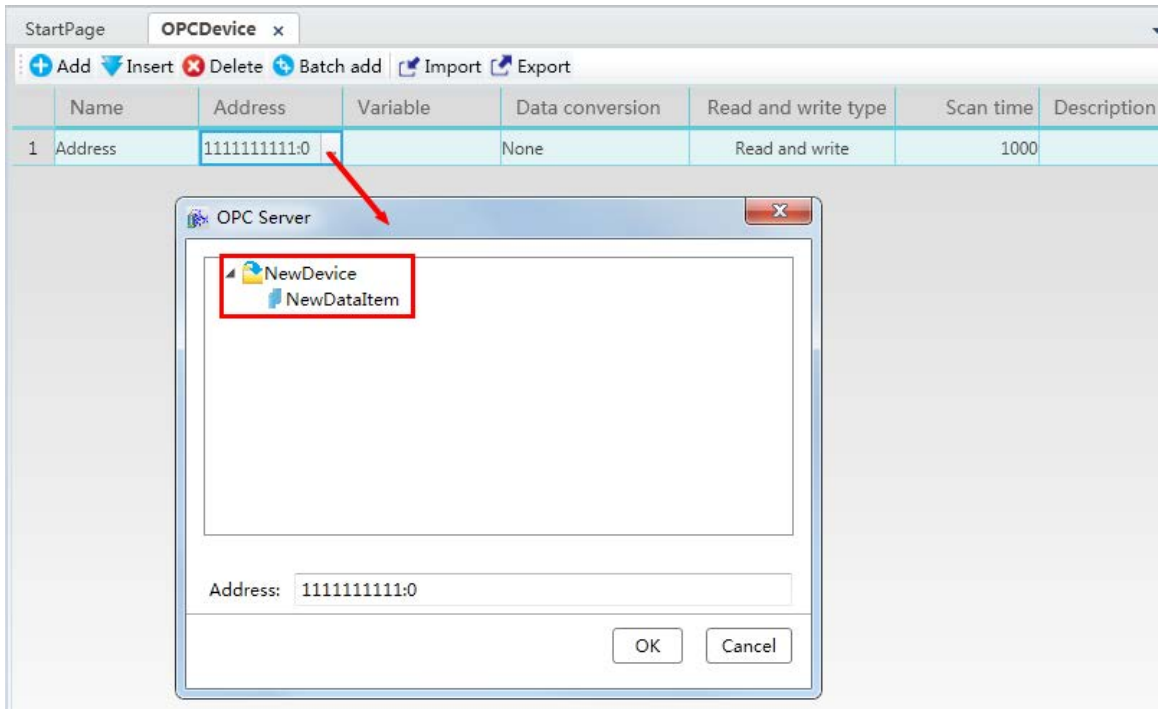 StartPage OPCDevice x
Add Insert Delete Batch add Import Export
Name Address Variable Data conversion Read and write type Scan time Description
1 Address 1111111111:0 ... None Read and write 1000
OPC Server
NewDevice
NewDataItem
Address: 1111111111:0
OK Cancel